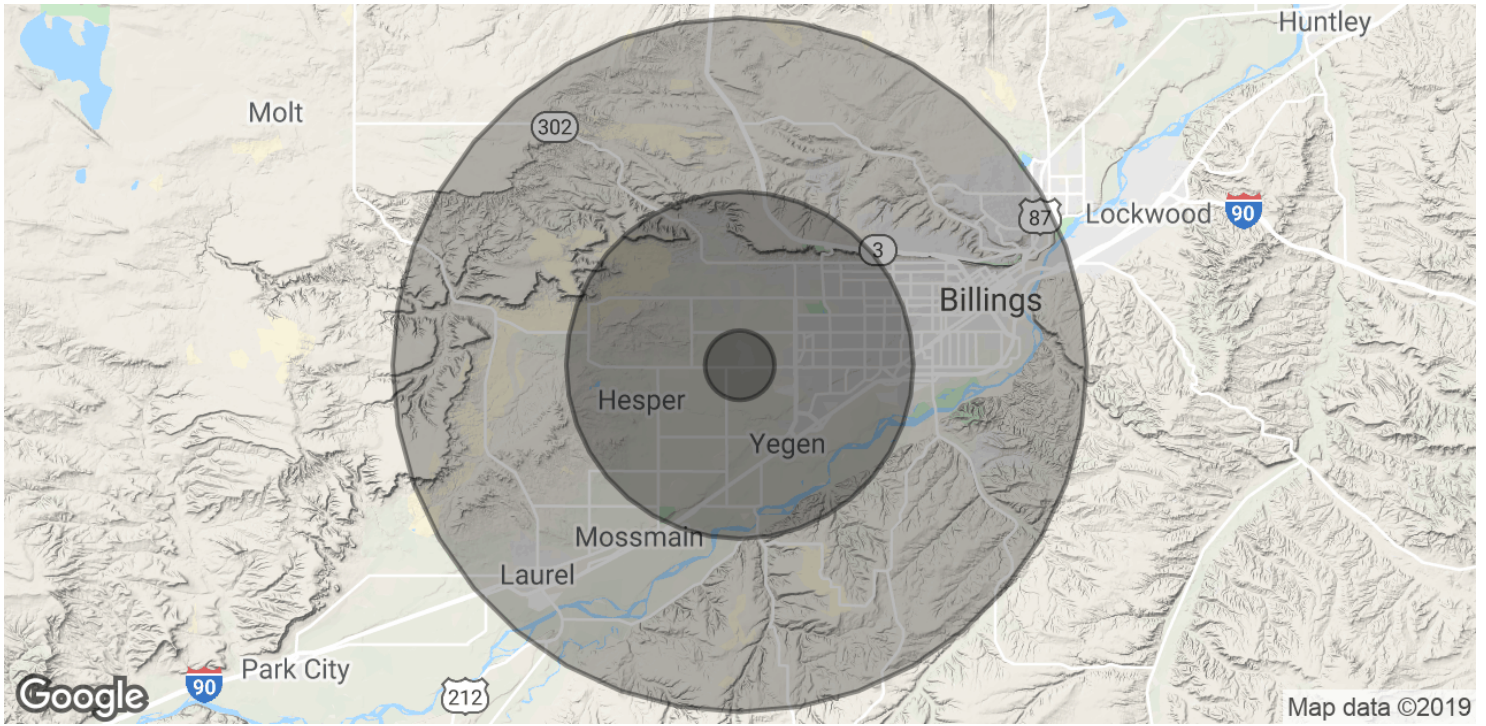 Huntley
Molt
302
87
Lockwood
90
3
Billings
Hesper
Yegen
Mossmain
Laurel
Park City
90
212
Google
Map data ©2019